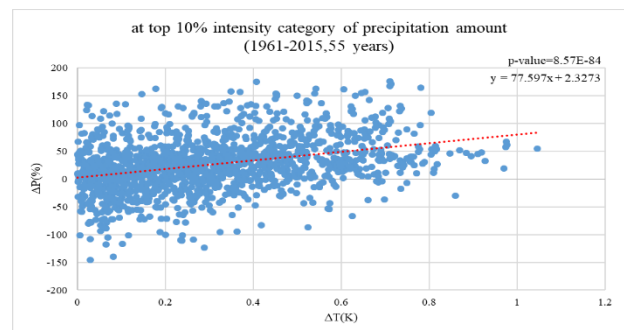 at top 10% intensity category of precipitation amount
(1961-2015,55 years)
p-value=8.57E-84
y = 77.597x+2.3273
200
150
100
50
0
-50
-100
-150
-200
ΔP(%)
0 0.2 0.4 0.6 0.8 1 1.2
ΔT(K)